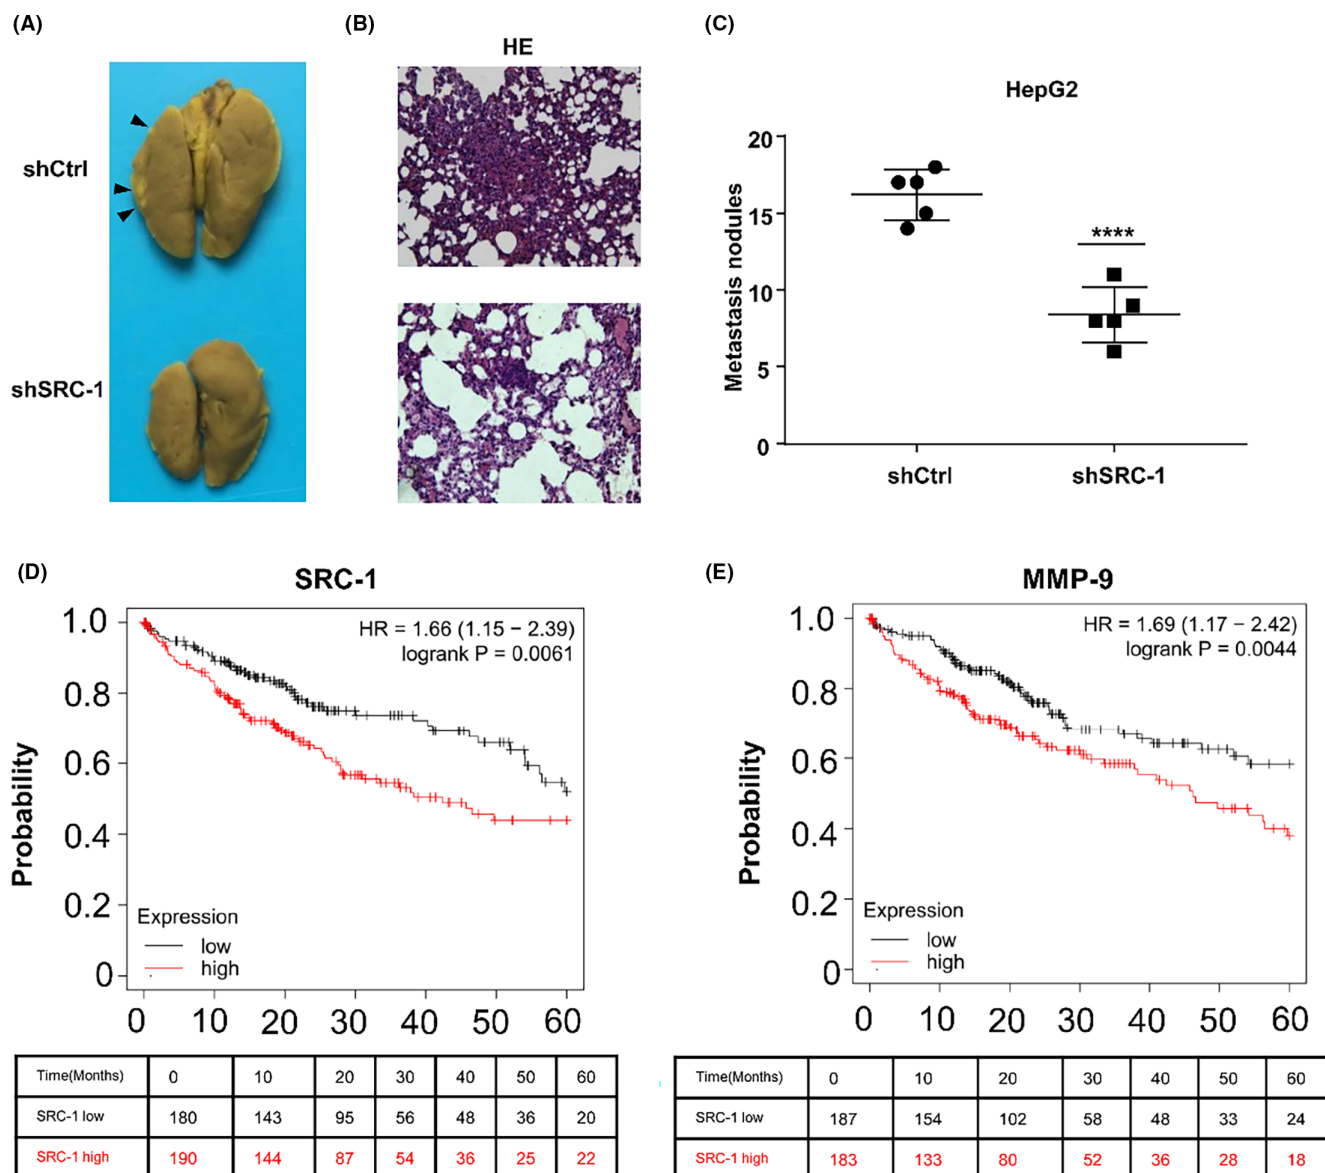 (A)
(B)
(C)
HE
shCtrl
shSRC-1
HepG2
Metastasis nodules
20
15
10
5
0
****
shCtrl
shSRC-1
(D)
SRC-1
HR = 1.66 (1.15 − 2.39)
logrank P = 0.0061
Probability
1.0
0.8
0.6
0.4
0.2
0
Expression
low
high
0 10 20 30 40 50 60
Time(Months) 0 10 20 30 40 50 60
SRC-1 low 180 143 95 56 48 36 20
SRC-1 high 190 144 87 54 36 25 22
(E)
MMP-9
HR = 1.69 (1.17 − 2.42)
logrank P = 0.0044
Probability
1.0
0.8
0.6
0.4
0.2
0
Expression
low
high
0 10 20 30 40 50 60
Time(Months) 0 10 20 30 40 50 60
SRC-1 low 187 154 102 58 48 33 24
SRC-1 high 183 133 80 52 36 28 18